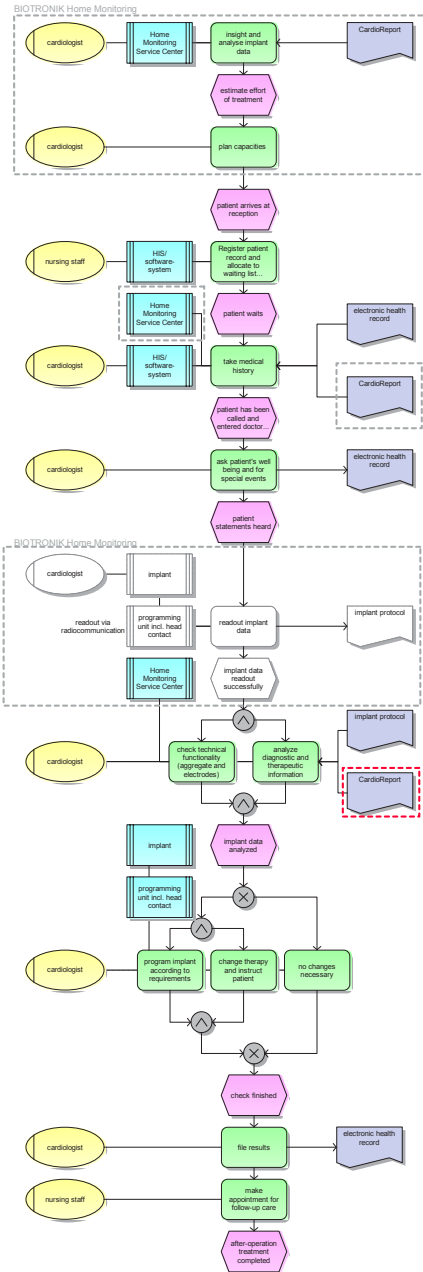 BIOTRONIK Home Monitoring
cardiologist
Home
Monitoring
Service Center
insight and
analyse implant
data
CardioReport
estimate effort
of treatment
cardiologist
plan capacities
patient arrives at
reception
nursing staff
HIS/
software-
system
Register patient
record and
allocate to
waiting list...
Home
Monitoring
Service Center
patient waits
electronic health
record
cardiologist
HIS/
software-
system
take medical
history
CardioReport
patient has been
called and
entered doctor...
cardiologist
ask patient's well
being and for
special events
electronic health
record
patient
statements heard
BIOTRONIK Home Monitoring
cardiologist
implant
readout via
radiocommunication
programming
unit incl. head
contact
readout implant
data
implant protocol
Home
Monitoring
Service Center
implant data
readout
successfully
implant protocol
cardiologist
check technical
functionality
(aggregate and
electrodes)
analyze
diagnostic and
therapeutic
information
CardioReport
implant
implant data
analyzed
programming
unit incl. head
contact
cardiologist
program implant
according to
requirements
change therapy
and instruct
patient
no changes
necessary
check finished
cardiologist
file results
electronic health
record
nursing staff
make
appointment for
follow-up care
after-operation
treatment
completed